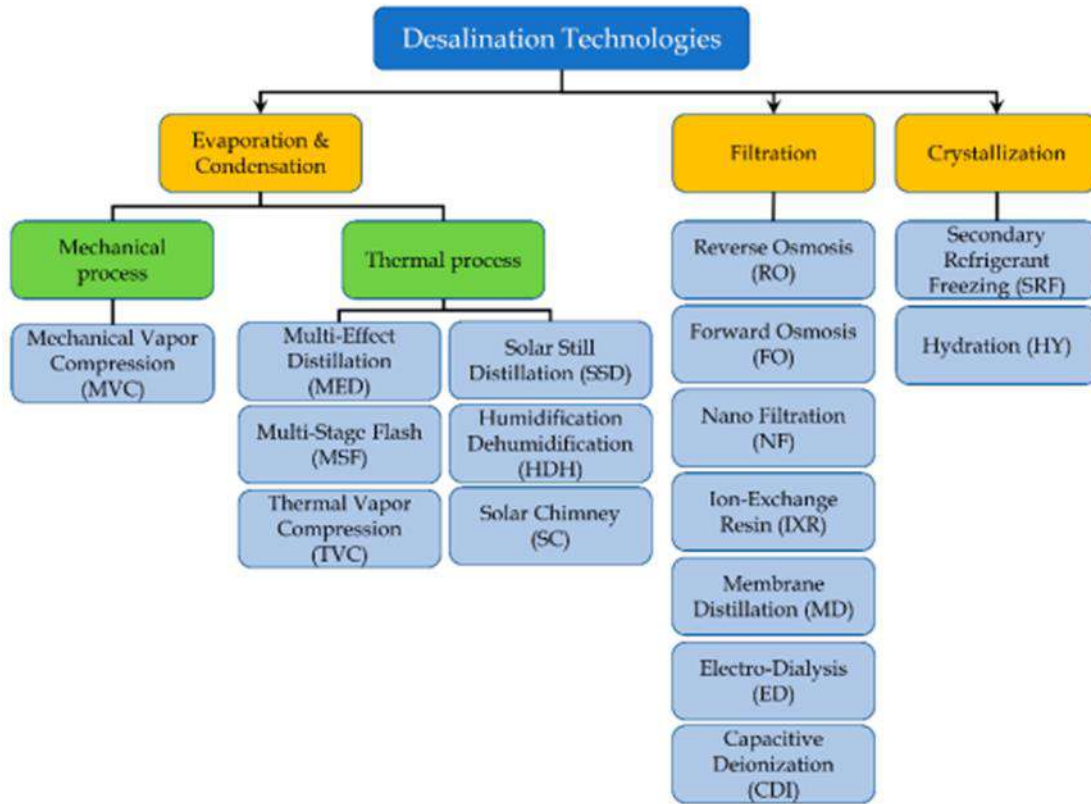 Desalination Technologies
Evaporation &
Condensation
Filtration
Crystallization
Mechanical
process
Thermal process
Mechanical Vapor
Compression
(MVC)
Multi-Effect
Distillation
(MED)
Multi-Stage Flash
(MSF)
Thermal Vapor
Compression
(TVC)
Solar Still
Distillation (SSD)
Humidification
Dehumidification
(HDH)
Solar Chimney
(SC)
Reverse Osmosis
(RO)
Forward Osmosis
(FO)
Nano Filtration
(NF)
Ion-Exchange
Resin (IXR)
Membrane
Distillation (MD)
Electro-Dialysis
(ED)
Capacitive
Deionization
(CDI)
Secondary
Refrigerant
Freezing (SRF)
Hydration (HY)